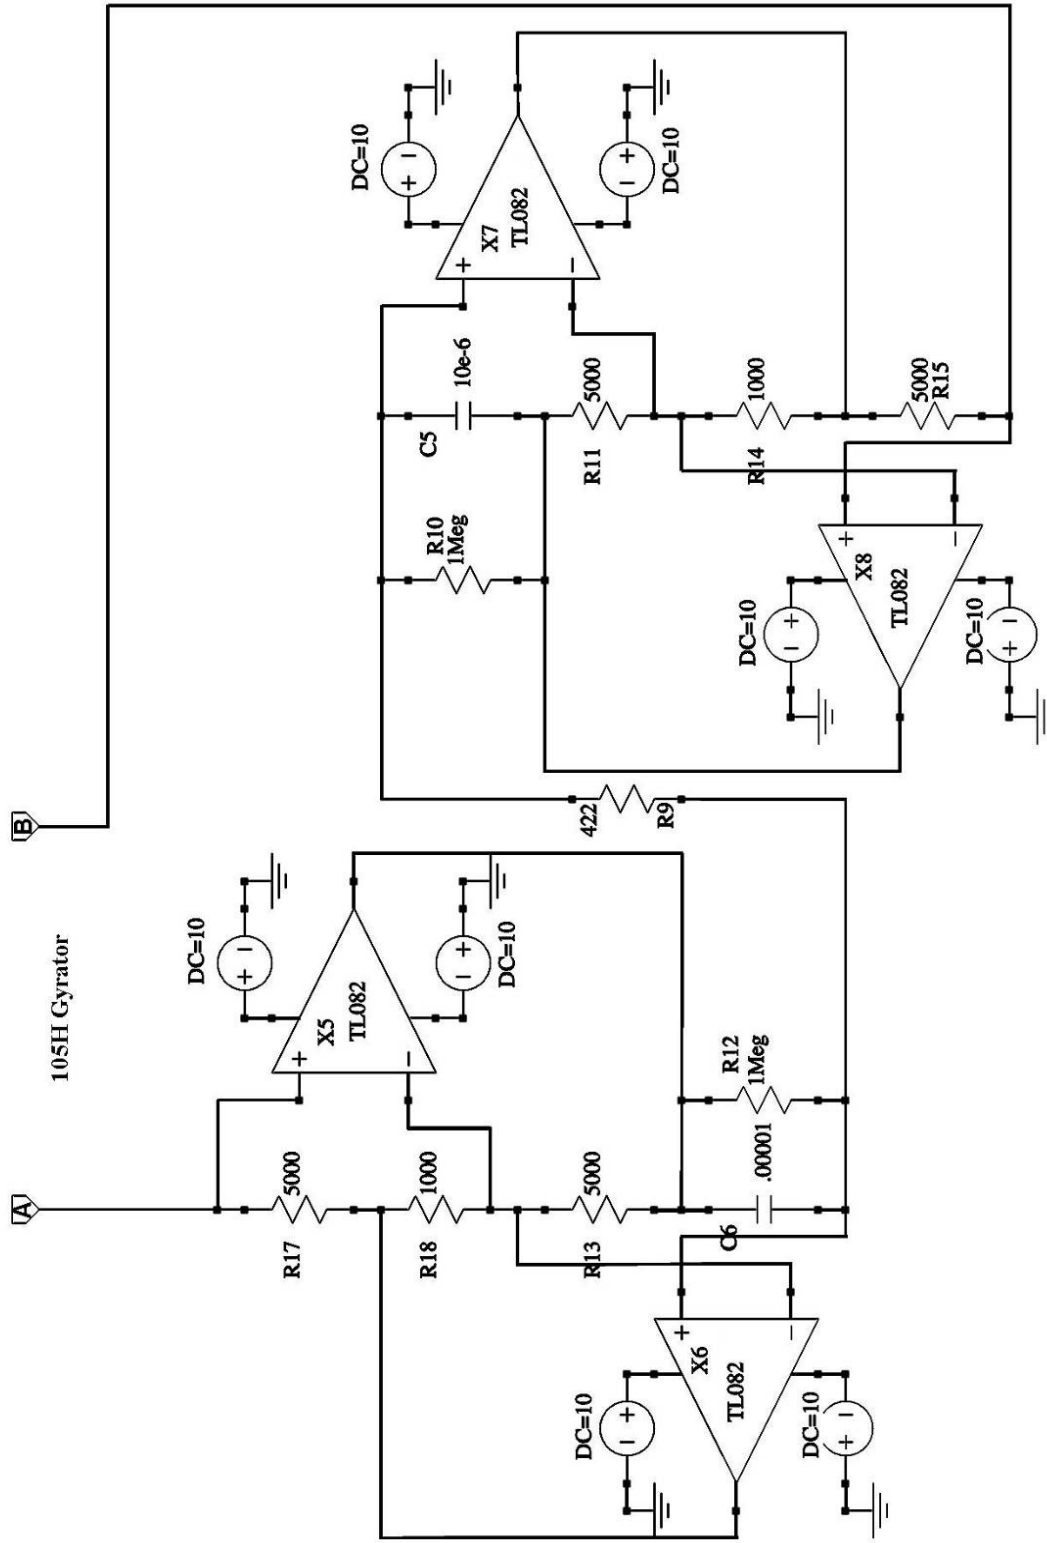 B
DC=10
+ −
DC=10
− +
X7
TL082
+
−
C5
10e-6
R10
1Meg
R11
5000
R14
1000
5000
R15
+
−
X8
TL082
DC=10
− +
DC=10
+ −
422
R9
105H Gyrator
A
DC=10
+ −
DC=10
− +
X5
TL082
+
−
R17
5000
R18
1000
R13
5000
R12
1Meg
C6
.00001
+
−
X6
TL082
DC=10
− +
DC=10
+ −